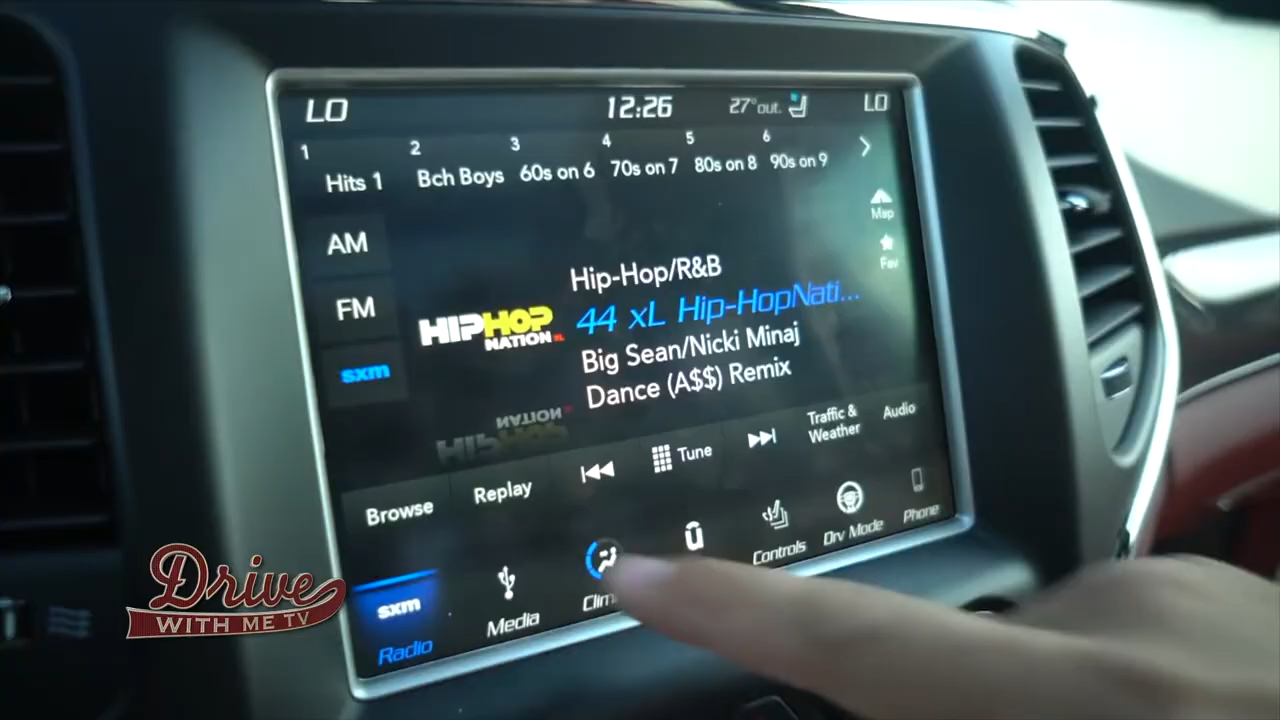 LO 12:26 27° out. LO
1 2 3 4 5 6
Hits 1 Bch Boys 60s on 6 70s on 7 80s on 8 90s on 9
Map
Fav
AM
FM
sxm
HIPHOP
NATION XL
Hip-Hop/R&B
44 xL Hip-HopNati...
Big Sean/Nicki Minaj
Dance (A$$) Remix
Browse Replay Tune Traffic & Weather Audio
sxm
Radio Media Clim Controls Drv Mode Phone
Drive
WITH ME TV